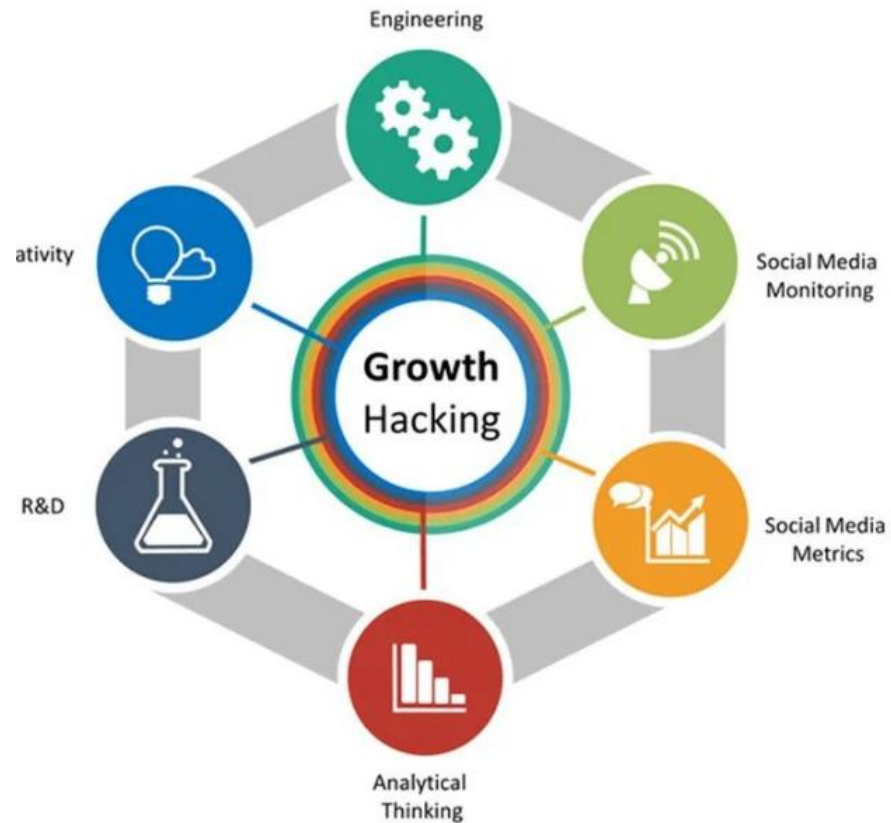 Engineering
ativity
Social Media
Monitoring
Growth
Hacking
R&D
Social Media
Metrics
Analytical
Thinking